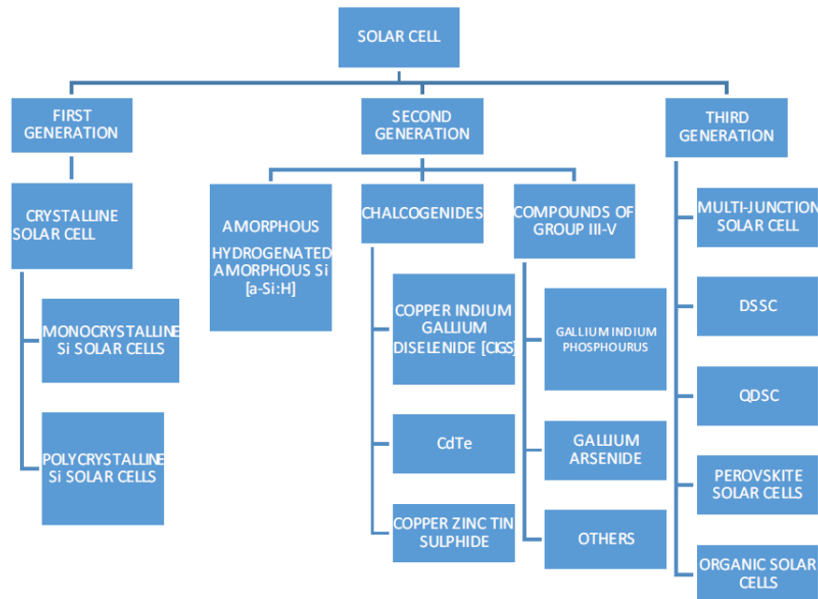 SOLAR CELL
FIRST
GENERATION
SECOND
GENERATION
THIRD
GENERATION
CRYSTALLINE
SOLAR CELL
MONOCRYSTALLINE
Si SOLAR CELLS
POLYCRYSTALLINE
Si SOLAR CELLS
AMORPHOUS
HYDROGENATED
AMORPHOUS Si
[a-Si:H]
CHALCOGENIDES
COPPER INDIUM
GALLIUM
DISELENIDE [CIGS]
CdTe
COPPER ZINC TIN
SULPHIDE
COMPOUNDS OF
GROUP III-V
GALLIUM INDIUM
PHOSPHOURUS
GALLIUM
ARSENIDE
OTHERS
MULTI-JUNCTION
SOLAR CELL
DSSC
QDSC
PEROVSKITE
SOLAR CELLS
ORGANIC SOLAR
CELLS